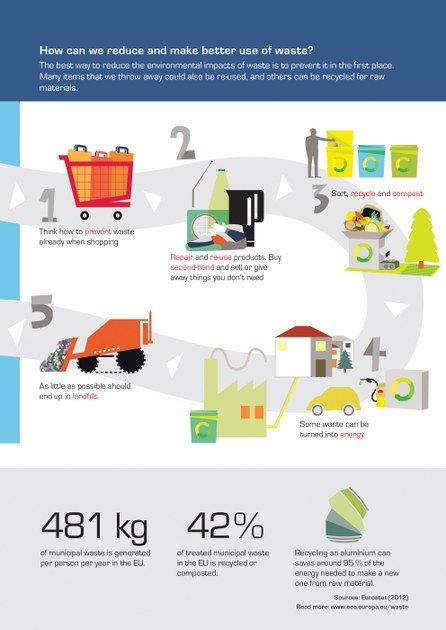 How can we reduce and make better use of waste?
The best way to reduce the environmental impacts of waste is to prevent it in the first place.
Many items that we throw away could also be re-used, and others can be recycled for raw
materials.
1
Think how to prevent waste
already when shopping
2
Repair and re-use products. Buy
second-hand and sell or give
away things you don't need
3
Sort, recycle and compost
4
Some waste can be
turned into energy
5
As little as possible should
end up in landfills
481 kg
of municipal waste is generated
per person per year in the EU.
42%
of treated municipal waste
in the EU is recycled or
composted.
Recycling an aluminium can
saves around 95 % of the
energy needed to make a new
one from raw material.
Sources: Eurostat (2012)
Read more: www.eea.europa.eu/waste